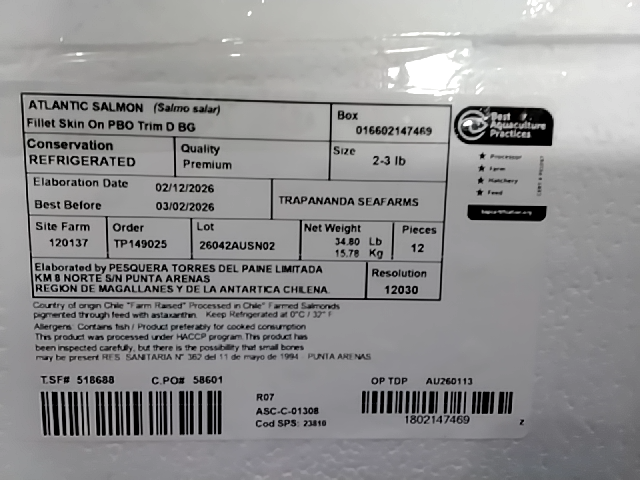 ATLANTIC SALMON (Salmo salar)
Fillet Skin On PBO Trim D BG
Box
016602147469
Conservation
REFRIGERATED
Quality
Premium
Size
2-3 lb
Elaboration Date 02/12/2026
Best Before 03/02/2026
TRAPANANDA SEAFARMS
Site Farm
120137
Order
TP149025
Lot
26042AUSN02
Net Weight
34.80 Lb
15.78 Kg
Pieces
12
Elaborated by PESQUERA TORRES DEL PAINE LIMITADA
KM 8 NORTE S/N PUNTA ARENAS
REGION DE MAGALLANES Y DE LA ANTARTICA CHILENA.
Resolution
12030
Country of origin Chile "Farm Raised" Processed in Chile" Farmed Salmonids
pigmented through feed with astaxanthin. Keep Refrigerated at 0°C / 32° F
Allergens: Contains fish / Product preferably for cooked consumption
This product was processed under HACCP program.This product has
been inspected carefully, but there is the possibility that small bones
may be present RES. SANITARIA N° 362 del 11 de mayo de 1994 - PUNTA ARENAS
T.SF# 518688 C.PO# 58601
R07
ASC-C-01308
Cod SPS: 23810
OP TDP AU260113
1802147469
z
Best
Aquaculture
Practices
Processor
Farm
Hatchery
Feed
bapcertification.org